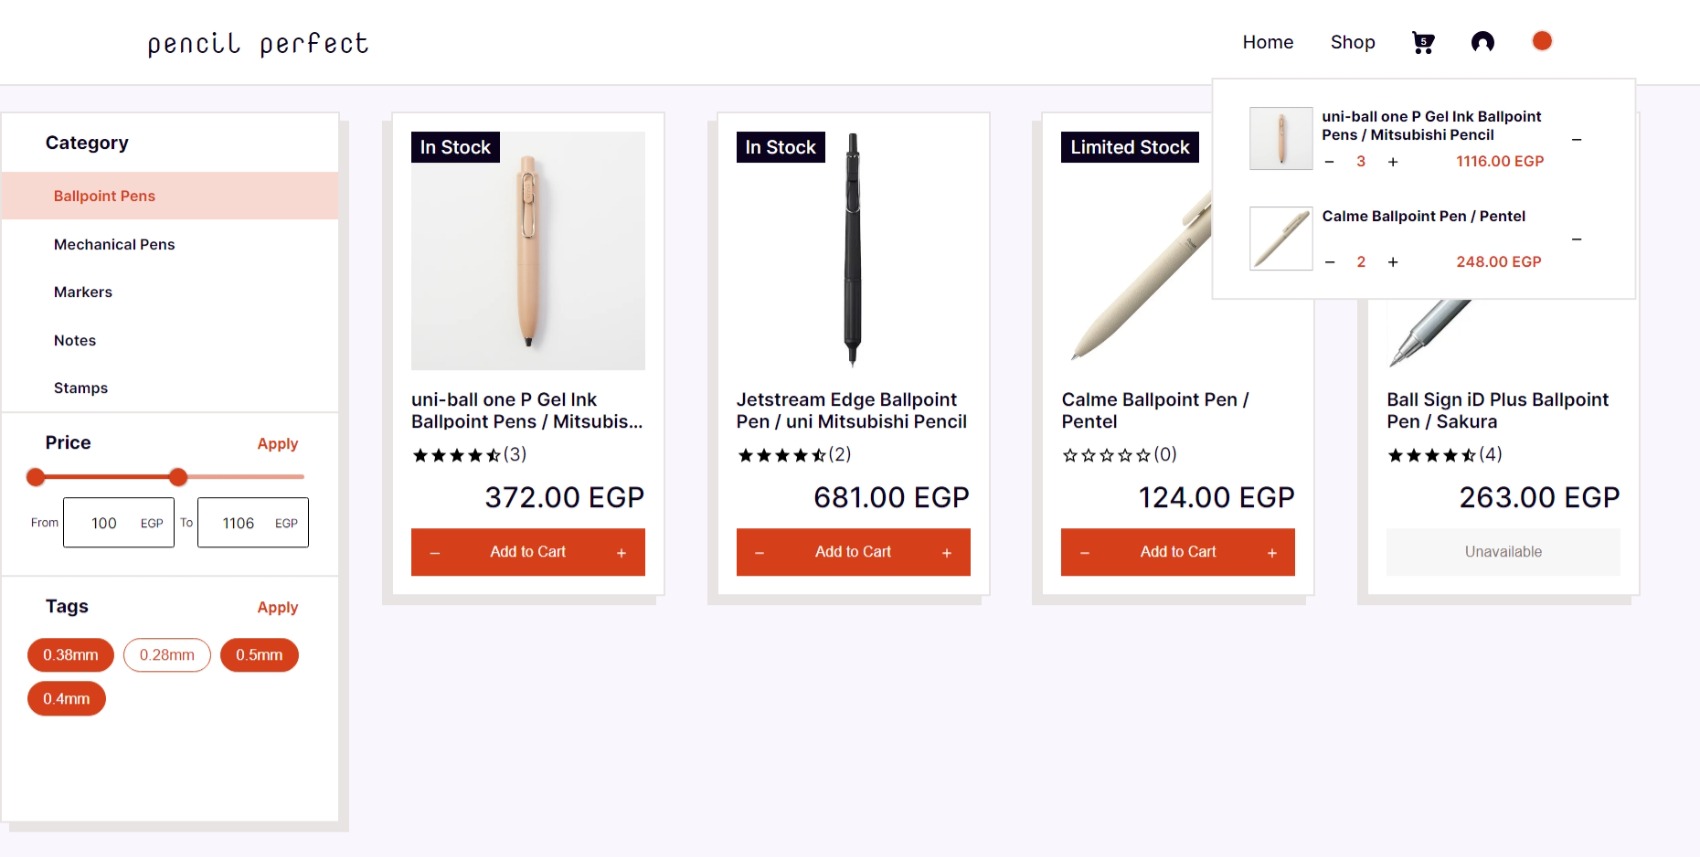 pencil perfect
Home
Shop
5
uni-ball one P Gel Ink Ballpoint
Pens / Mitsubishi Pencil
−
− 3 + 1116.00 EGP
Calme Ballpoint Pen / Pentel
−
− 2 + 248.00 EGP
Category
Ballpoint Pens
Mechanical Pens
Markers
Notes
Stamps
Price
Apply
From 100 EGP To 1106 EGP
Tags
Apply
0.38mm
0.28mm
0.5mm
0.4mm
In Stock
uni-ball one P Gel Ink
Ballpoint Pens / Mitsubis...
(3)
372.00 EGP
− Add to Cart +
In Stock
Jetstream Edge Ballpoint
Pen / uni Mitsubishi Pencil
(2)
681.00 EGP
− Add to Cart +
Limited Stock
Calme Ballpoint Pen /
Pentel
(0)
124.00 EGP
− Add to Cart +
Ball Sign iD Plus Ballpoint
Pen / Sakura
(4)
263.00 EGP
Unavailable